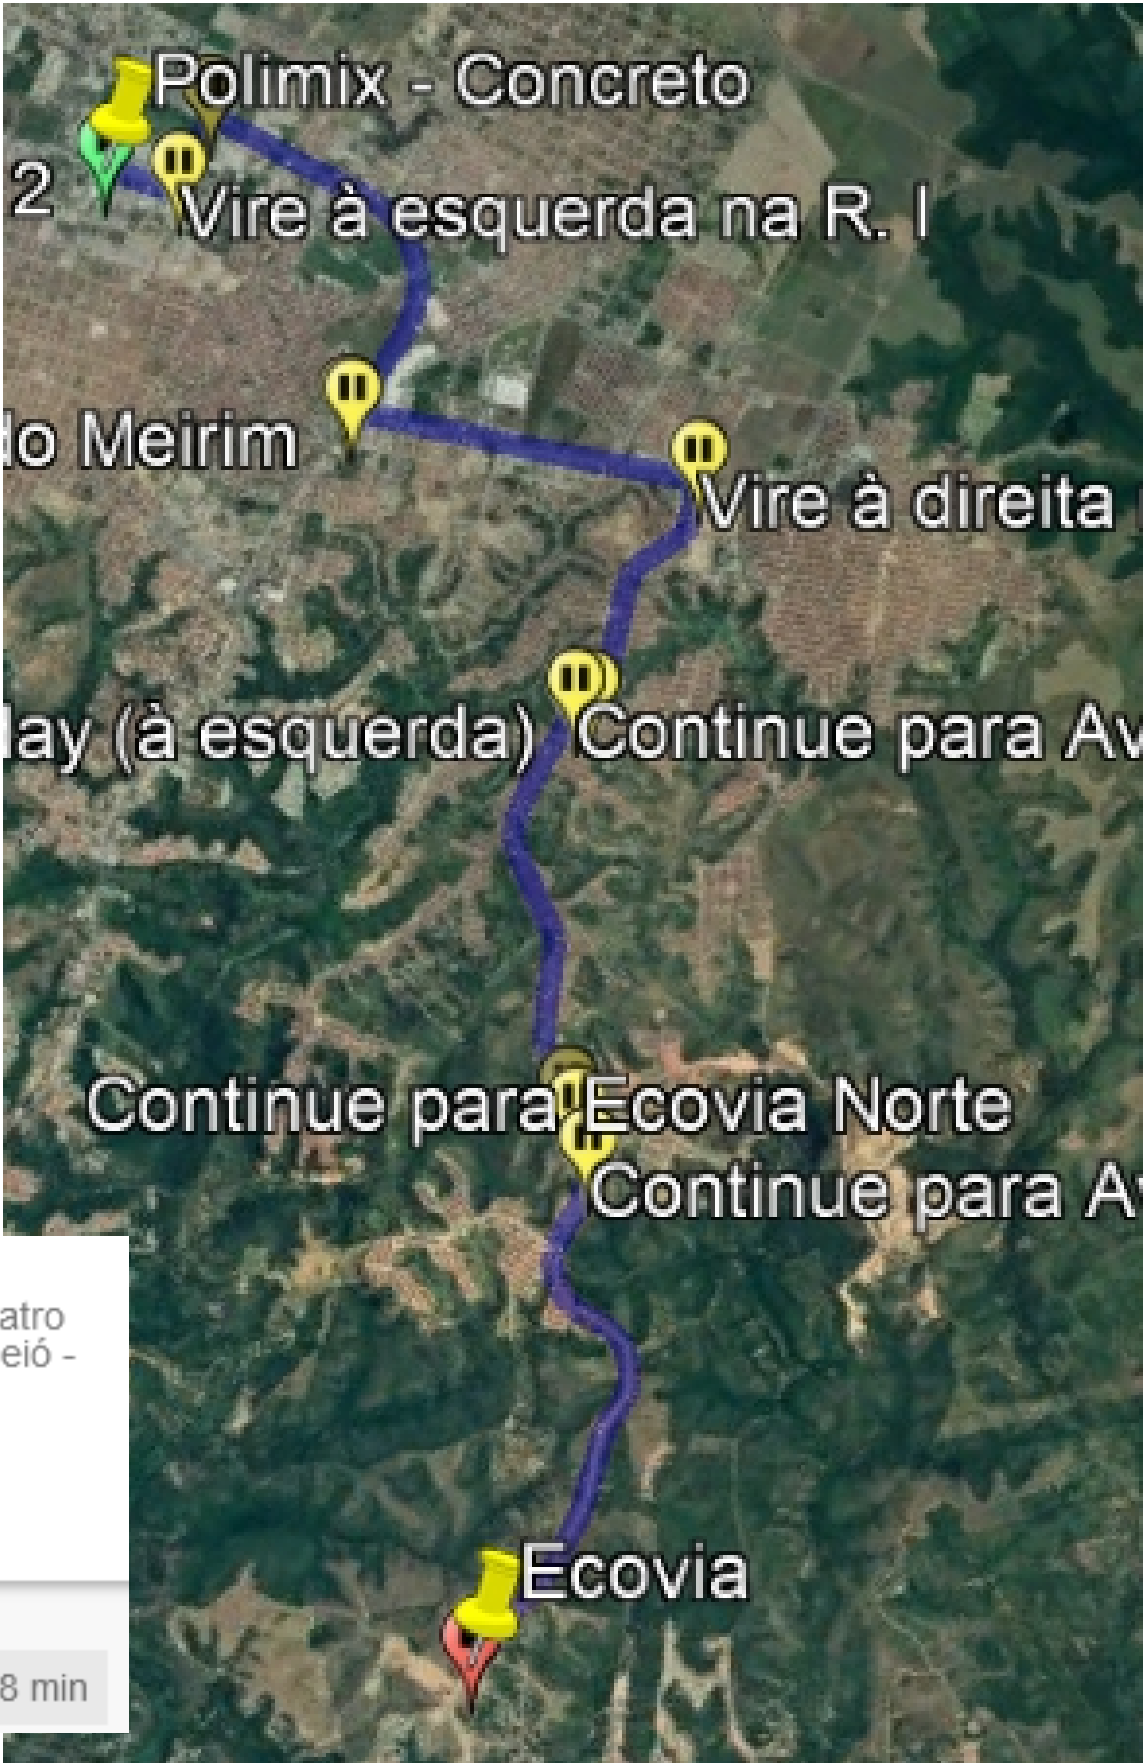 Polimix - Concreto
2
Vire à esquerda na R. I
do Meirim
Vire à direita
lay (à esquerda)
Continue para Av
Continue para Ecovia Norte
Continue para Av
atro
eió -
Ecovia
8 min